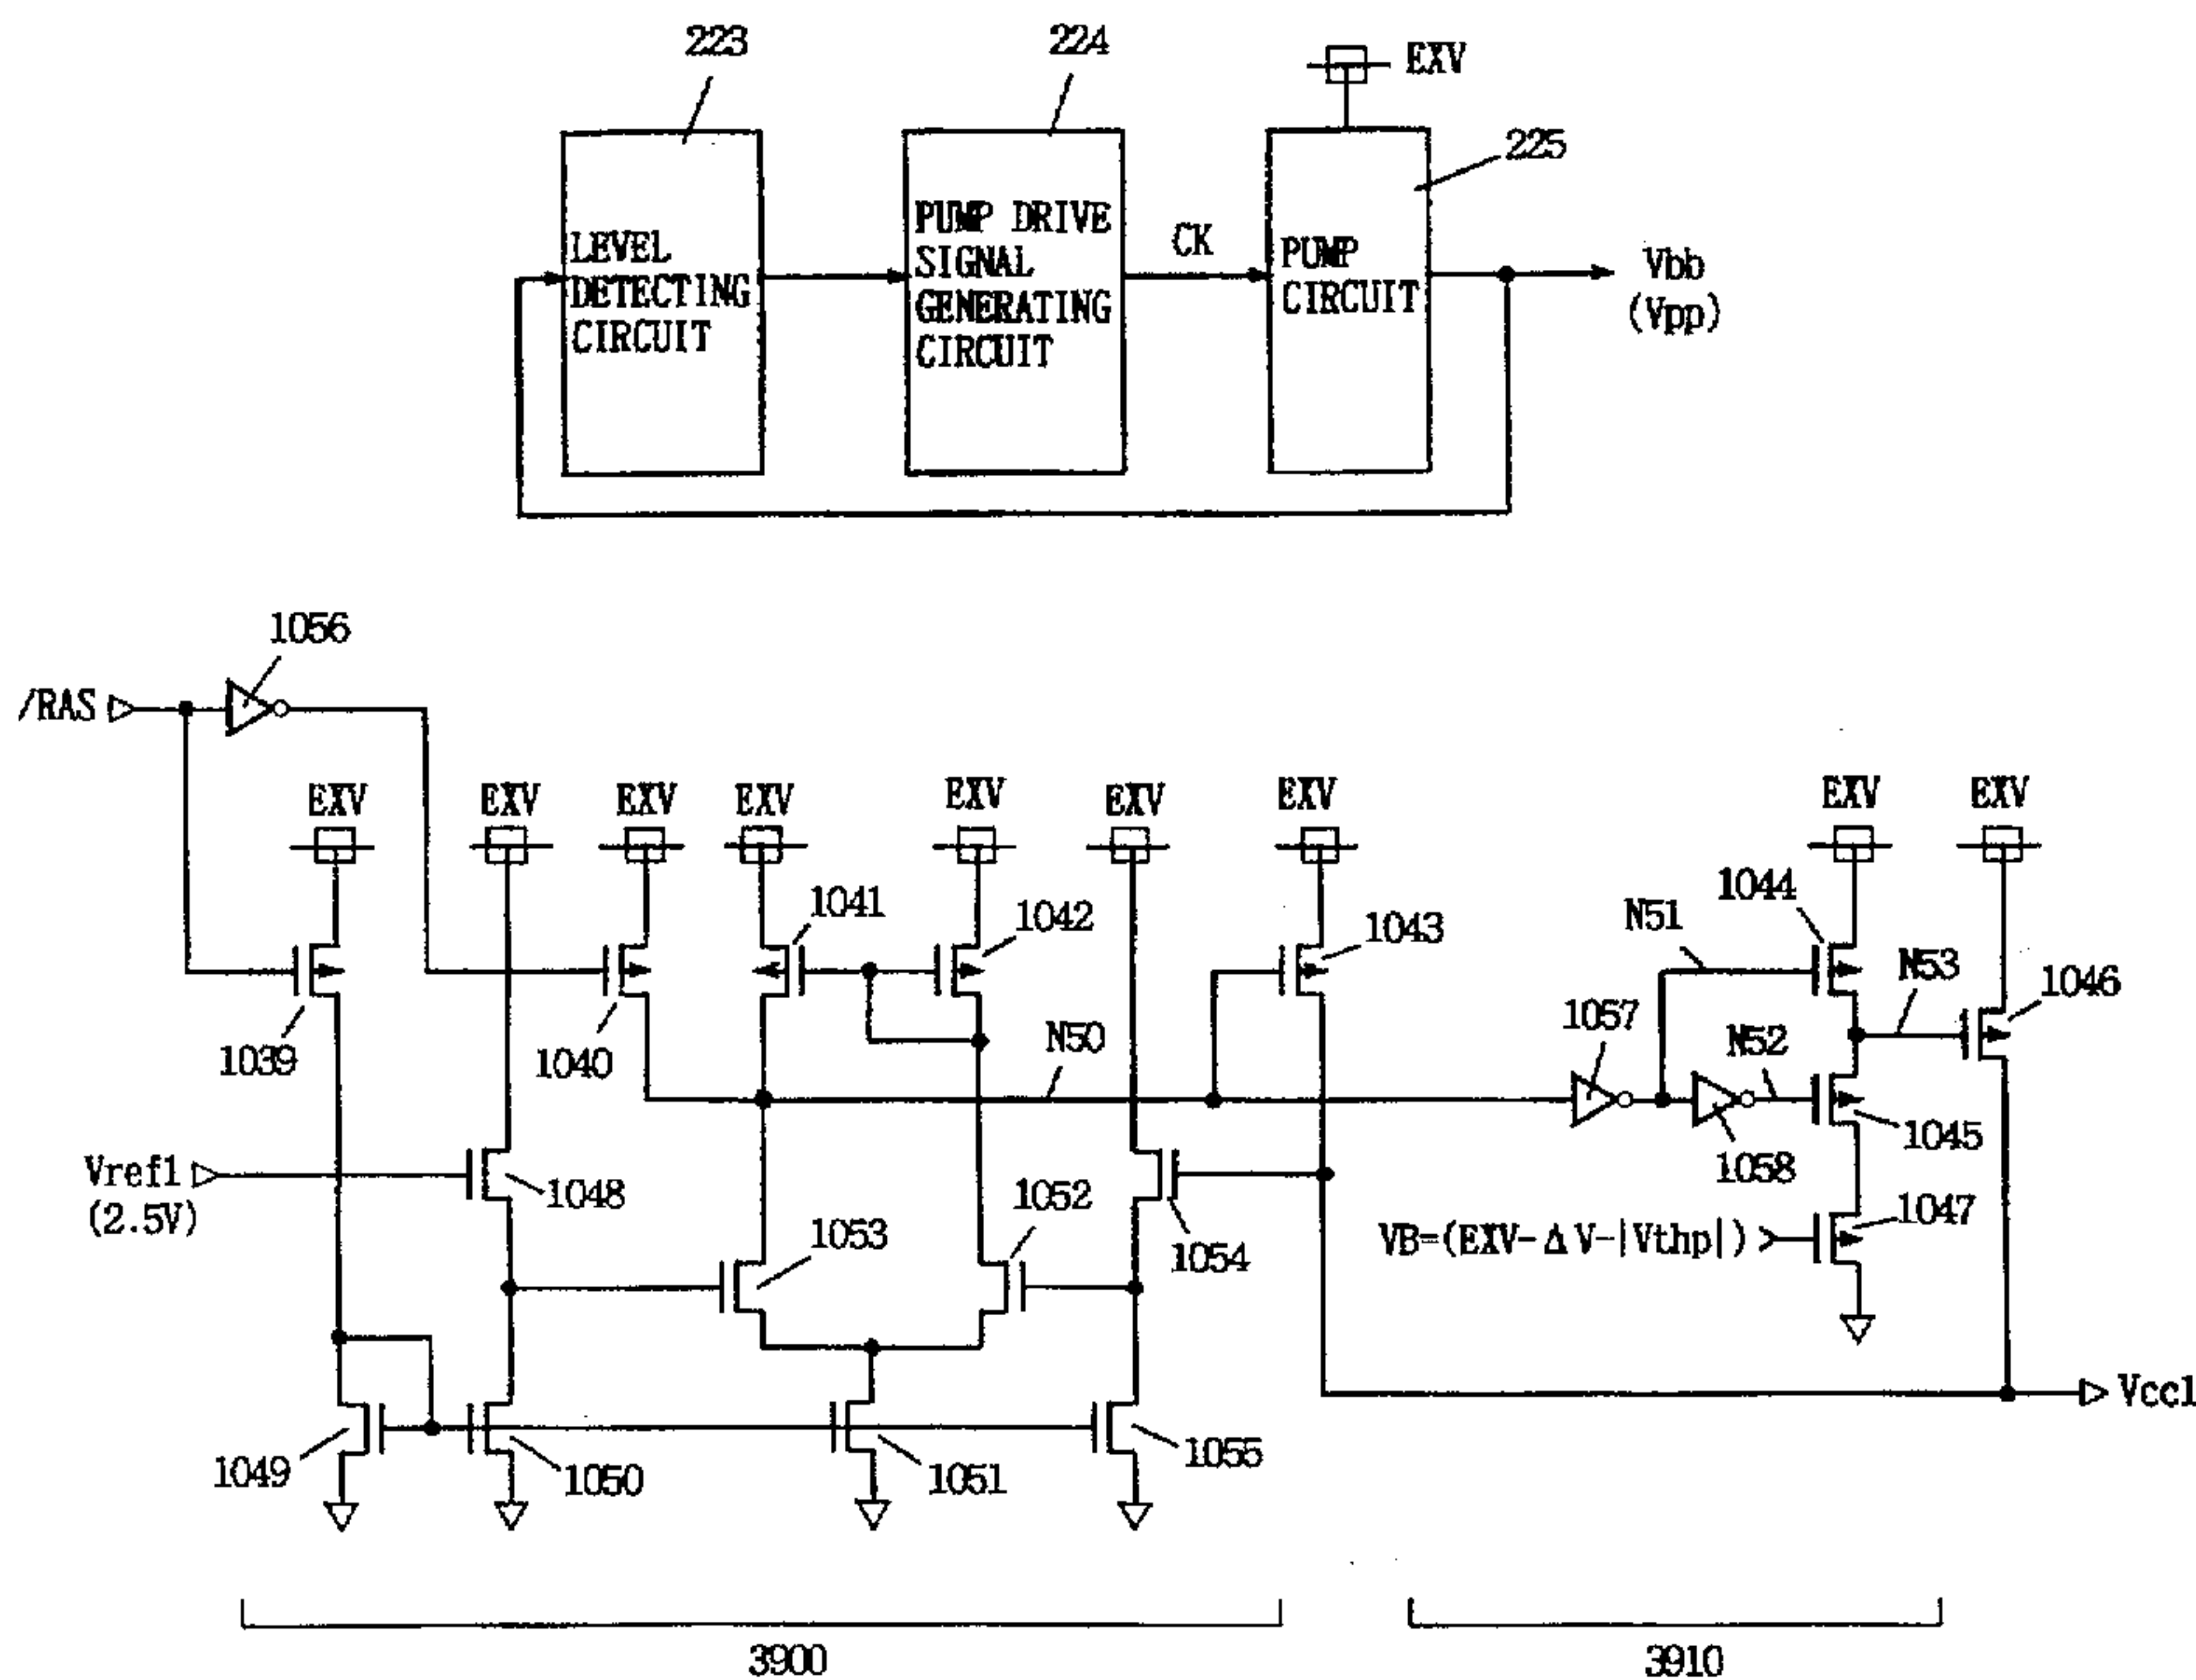 223
224
EXV
225
LEVEL
DETECTING
CIRCUIT
PUMP DRIVE
SIGNAL
GENERATING
CIRCUIT
CK
PUMP
CIRCUIT
Vbb
(Vpp)
1056
/RAS
EXV
EXV
EXV
EXV
EXV
EXV
EXV
EXV
EXV
1041
1042
1043
1044
N51
N53
1046
1039
1040
N50
1057
N52
1045
1058
Vref1
(2.5V)
1048
1053
1052
1054
VB=(EXV-ΔV-|Vthp|)
1047
Vcc1
1049
1050
1051
1055
3900
3910